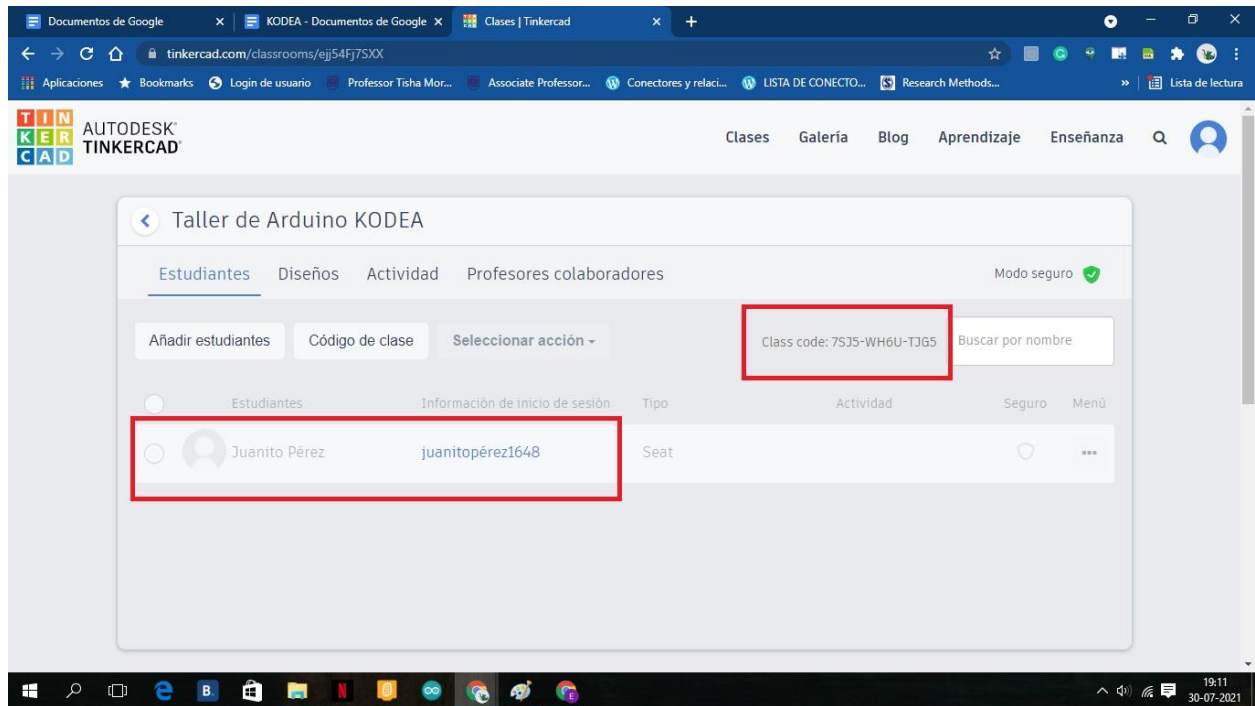 Documentos de Google
KODEA - Documentos de Google
Clases | Tinkercad
tinkercad.com/classrooms/ejj54Fj7SXX
Aplicaciones
Bookmarks
Login de usuario
Professor Tisha Mor...
Associate Professor...
Conectores y relaci...
LISTA DE CONECTO...
Research Methods...
»
Lista de lectura
TIN
KER
CAD
AUTODESK®
TINKERCAD®
Clases
Galería
Blog
Aprendizaje
Enseñanza
Taller de Arduino KODEA
Estudiantes
Diseños
Actividad
Profesores colaboradores
Modo seguro
Añadir estudiantes
Código de clase
Seleccionar acción
Class code: 7SJ5-WH6U-TJG5
Buscar por nombre
Estudiantes
Información de inicio de sesión
Tipo
Actividad
Seguro
Menú
Juanito Pérez
juanitopérez1648
Seat
B.
N
19:11
30-07-2021